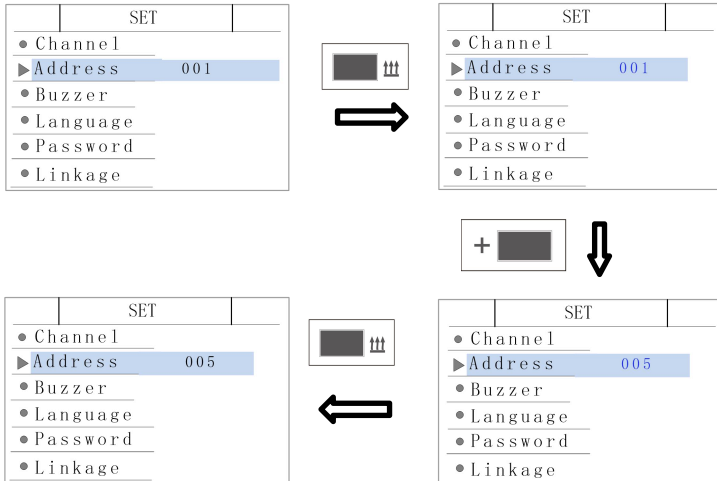 SET
Channel
Address 001
Buzzer
Language
Password
Linkage
SET
Channel
Address 001
Buzzer
Language
Password
Linkage
+
SET
Channel
Address 005
Buzzer
Language
Password
Linkage
SET
Channel
Address 005
Buzzer
Language
Password
Linkage